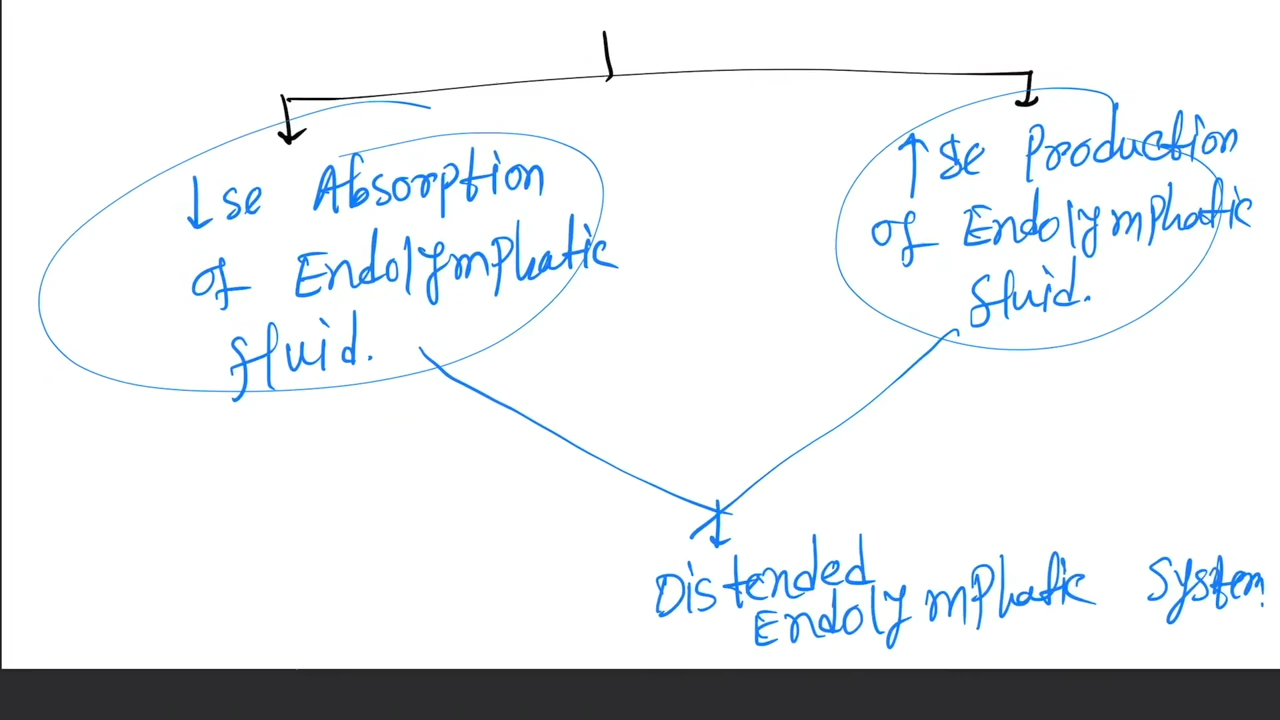 ↓se Absorption
of Endolymphatic
fluid.
↑se Production
of Endolymphatic
fluid.
Distended
Endolymphatic System